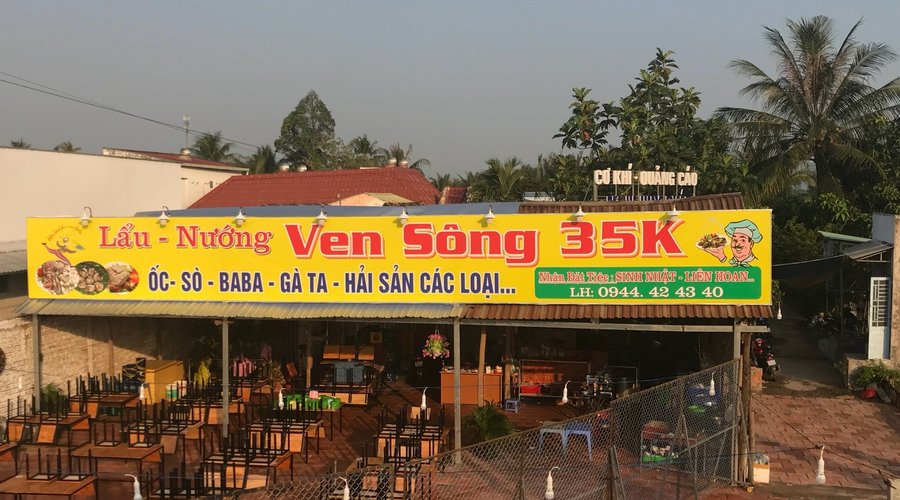 CƠ KHÍ - QUẢNG CÁO
Lẩu - Nướng Ven Sông 35K
ỐC- SÒ - BABA - GÀ TA - HẢI SẢN CÁC LOẠI...
Nhận Đãi Tiệc : SINH NHẬT - LIÊN HOAN...
LH: 0944. 42 43 40